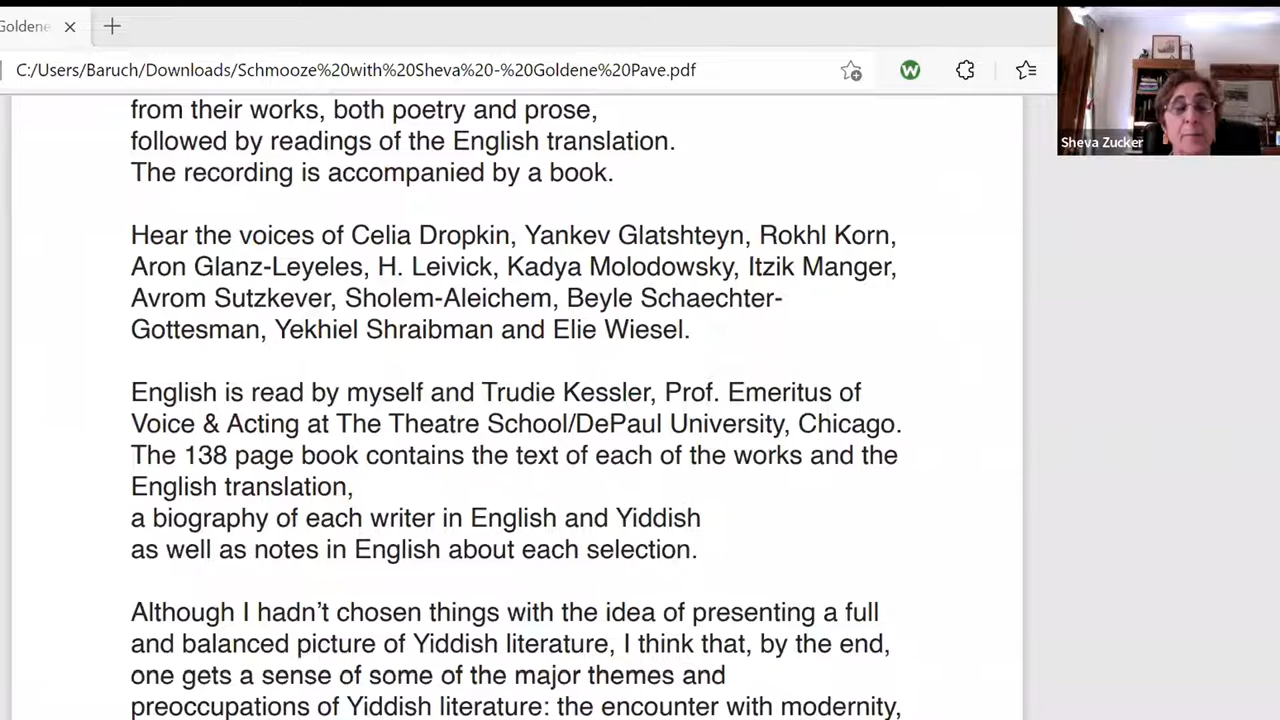 Goldene
C:/Users/Baruch/Downloads/Schmooze%20with%20Sheva%20-%20Goldene%20Pave.pdf
W
Sheva Zucker
from their works, both poetry and prose,
followed by readings of the English translation.
The recording is accompanied by a book.
Hear the voices of Celia Dropkin, Yankev Glatshteyn, Rokhl Korn,
Aron Glanz-Leyeles, H. Leivick, Kadya Molodowsky, Itzik Manger,
Avrom Sutzkever, Sholem-Aleichem, Beyle Schaechter-
Gottesman, Yekhiel Shraibman and Elie Wiesel.
English is read by myself and Trudie Kessler, Prof. Emeritus of
Voice & Acting at The Theatre School/DePaul University, Chicago.
The 138 page book contains the text of each of the works and the
English translation,
a biography of each writer in English and Yiddish
as well as notes in English about each selection.
Although I hadn’t chosen things with the idea of presenting a full
and balanced picture of Yiddish literature, I think that, by the end,
one gets a sense of some of the major themes and
preoccupations of Yiddish literature: the encounter with modernity,